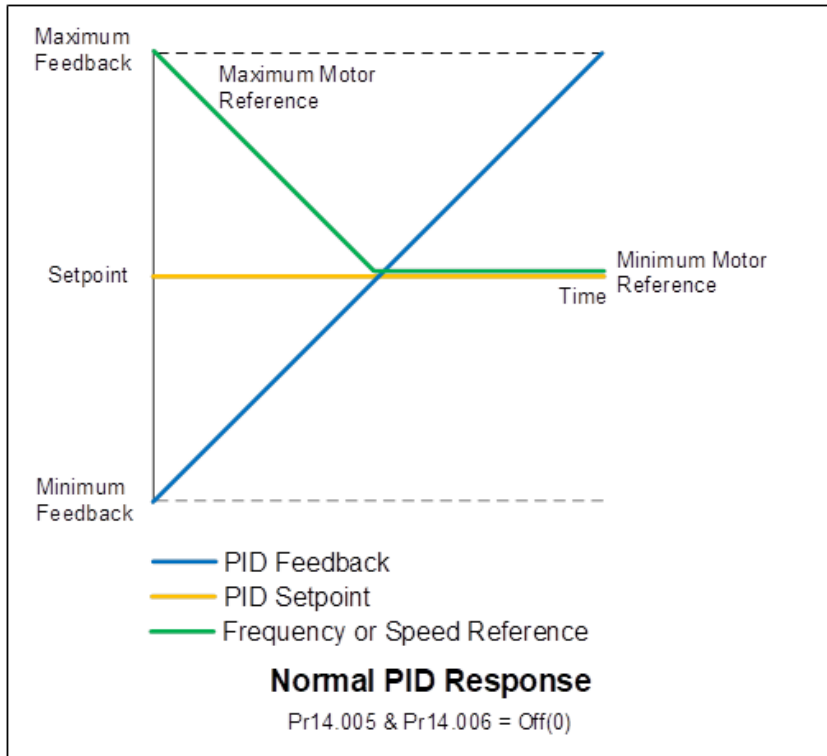 Maximum
Feedback
Maximum Motor
Reference
Setpoint
Minimum Motor
Reference
Time
Minimum
Feedback
PID Feedback
PID Setpoint
Frequency or Speed Reference
Normal PID Response
Pr14.005 & Pr14.006 = Off(0)